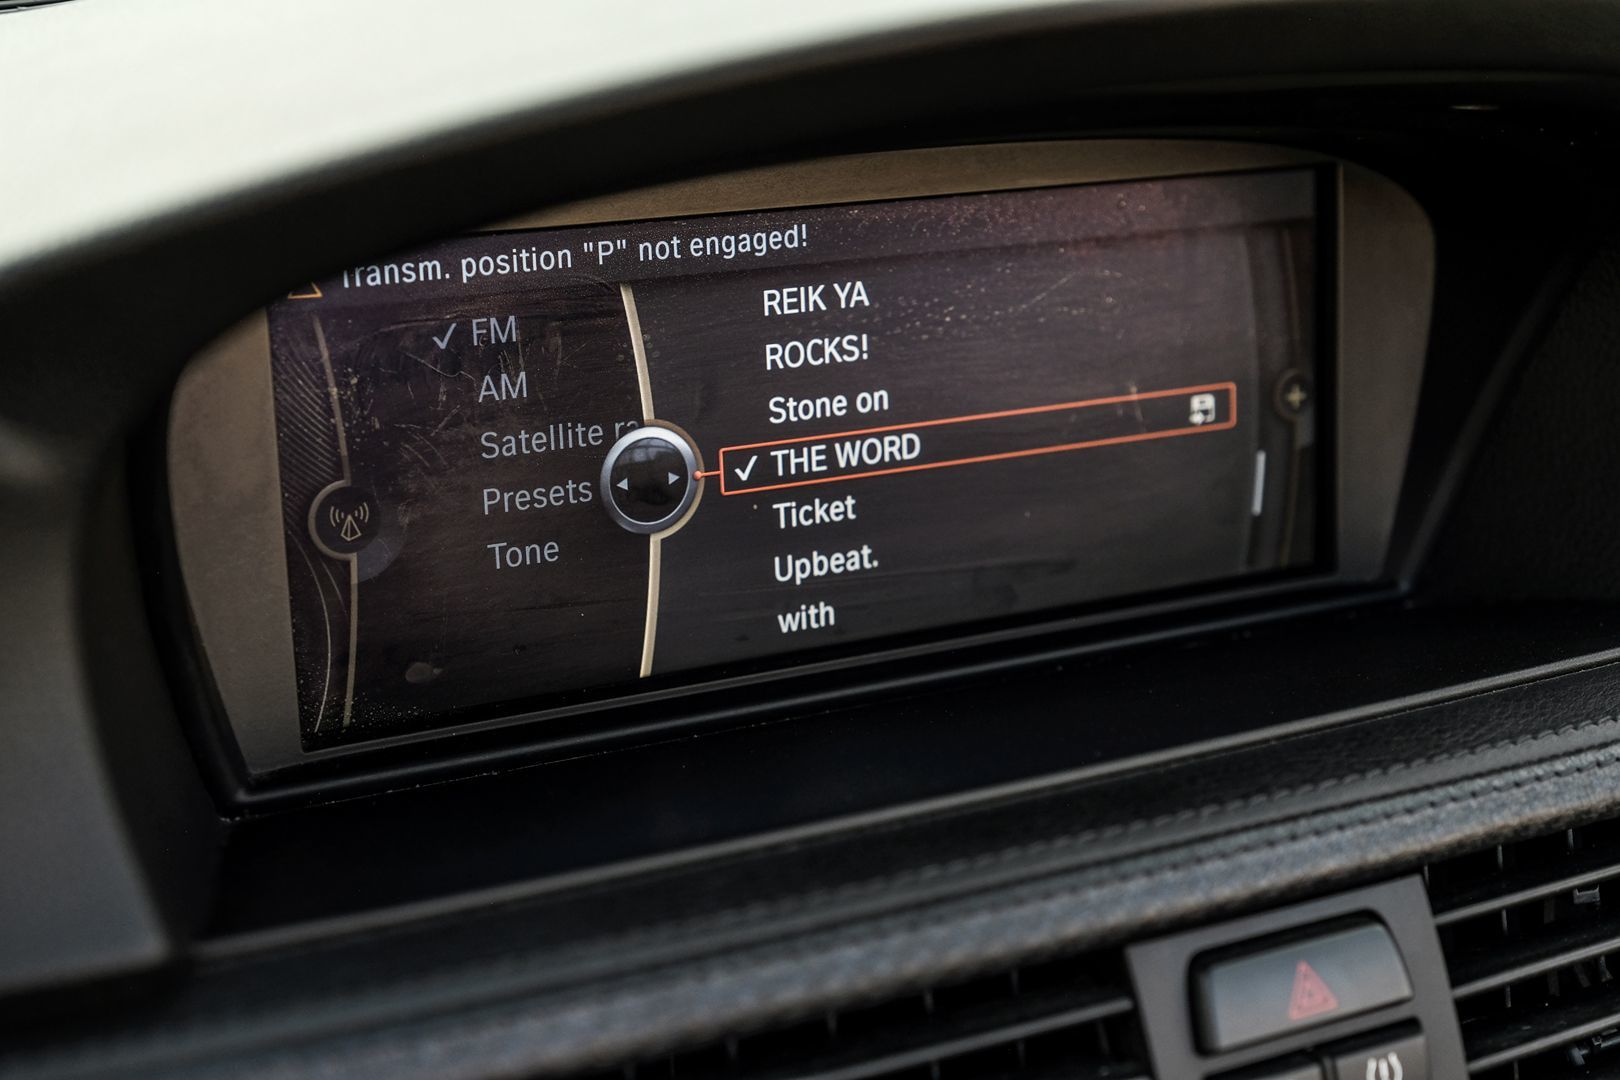 Transm. position "P" not engaged!
✓ FM
AM
Satellite ra
Presets
Tone
REIK YA
ROCKS!
Stone on
✓ THE WORD
Ticket
Upbeat.
with